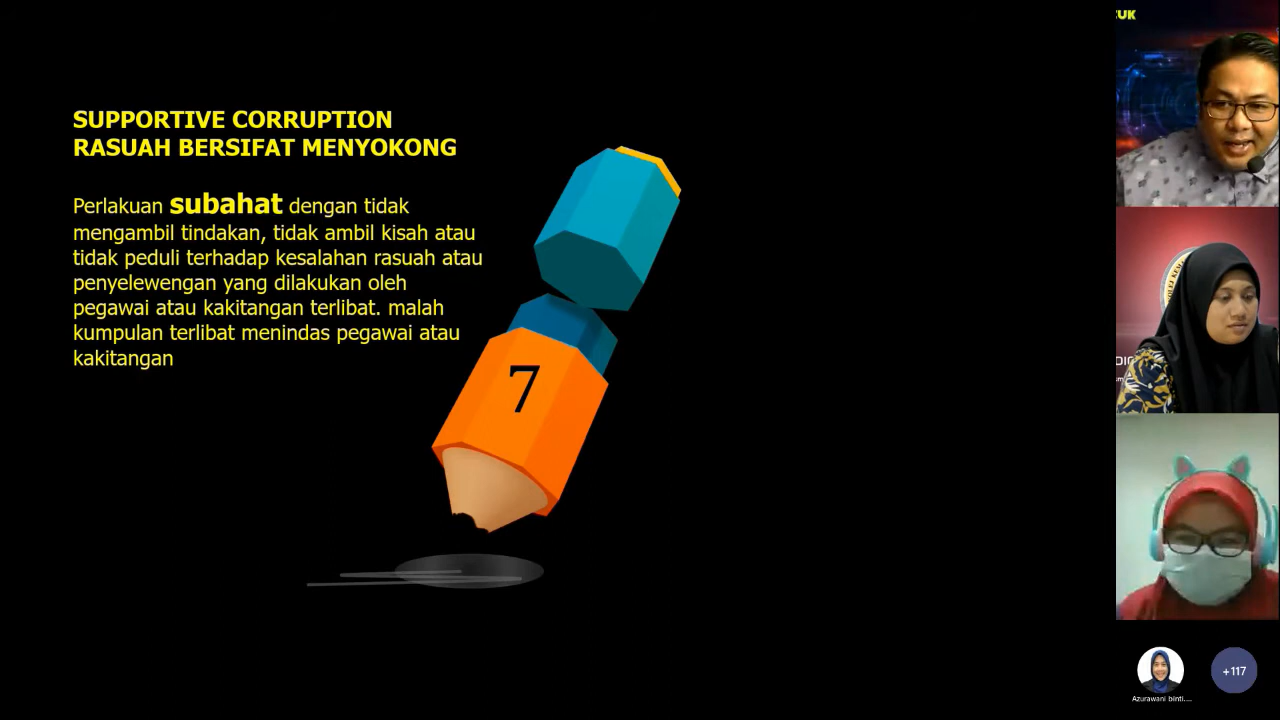 SUPPORTIVE CORRUPTION
RASUAH BERSIFAT MENYOKONG
Perlakuan subahat dengan tidak
mengambil tindakan, tidak ambil kisah atau
tidak peduli terhadap kesalahan rasuah atau
penyelewengan yang dilakukan oleh
pegawai atau kakitangan terlibat. malah
kumpulan terlibat menindas pegawai atau
kakitangan
7
Azurawani binti....
+117